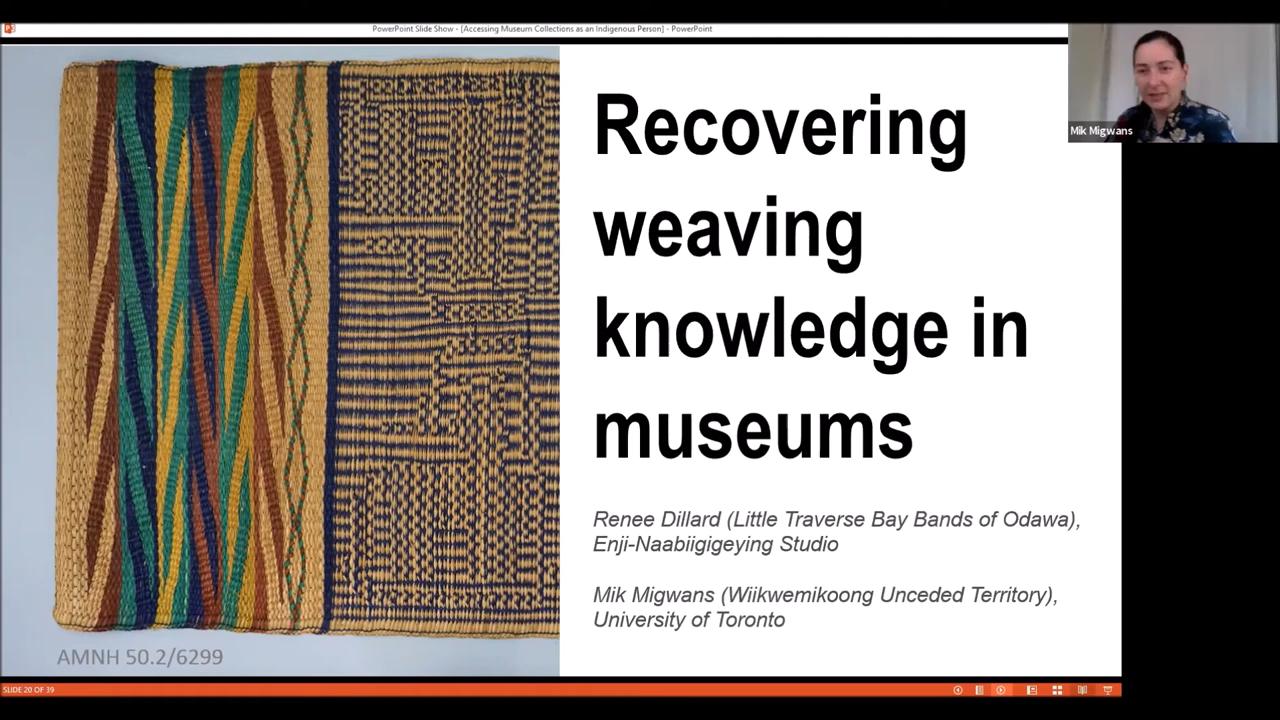 PowerPoint Slide Show - [Accessing Museum Collections as an Indigenous Person] - PowerPoint
Mik Migwans
Recovering
weaving
knowledge in
museums
Renee Dillard (Little Traverse Bay Bands of Odawa),
Enji-Naabiigigeying Studio
Mik Migwans (Wiikwemikoong Unceded Territory),
University of Toronto
AMNH 50.2/6299
SLIDE 20 OF 39